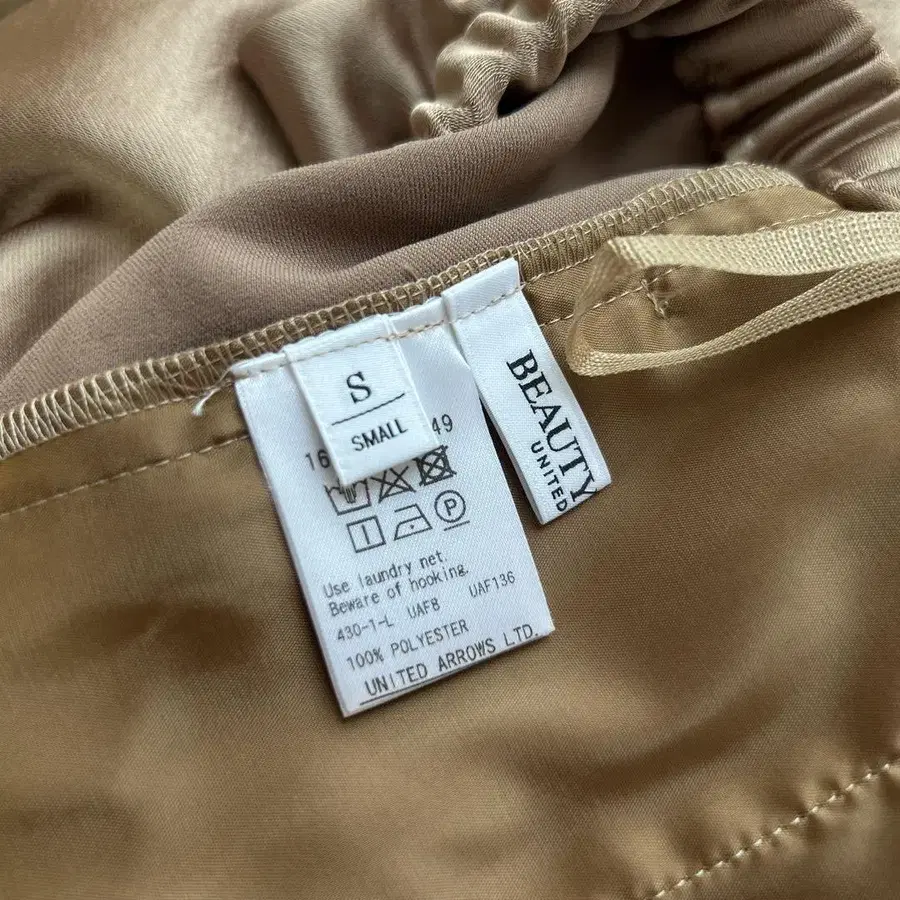 S
SMALL
16
49
P
Use laundry net.
Beware of hooking.
430-1-L UAF8 UAF136
100% POLYESTER
UNITED ARROWS LTD.
BEAUTY
UNITED